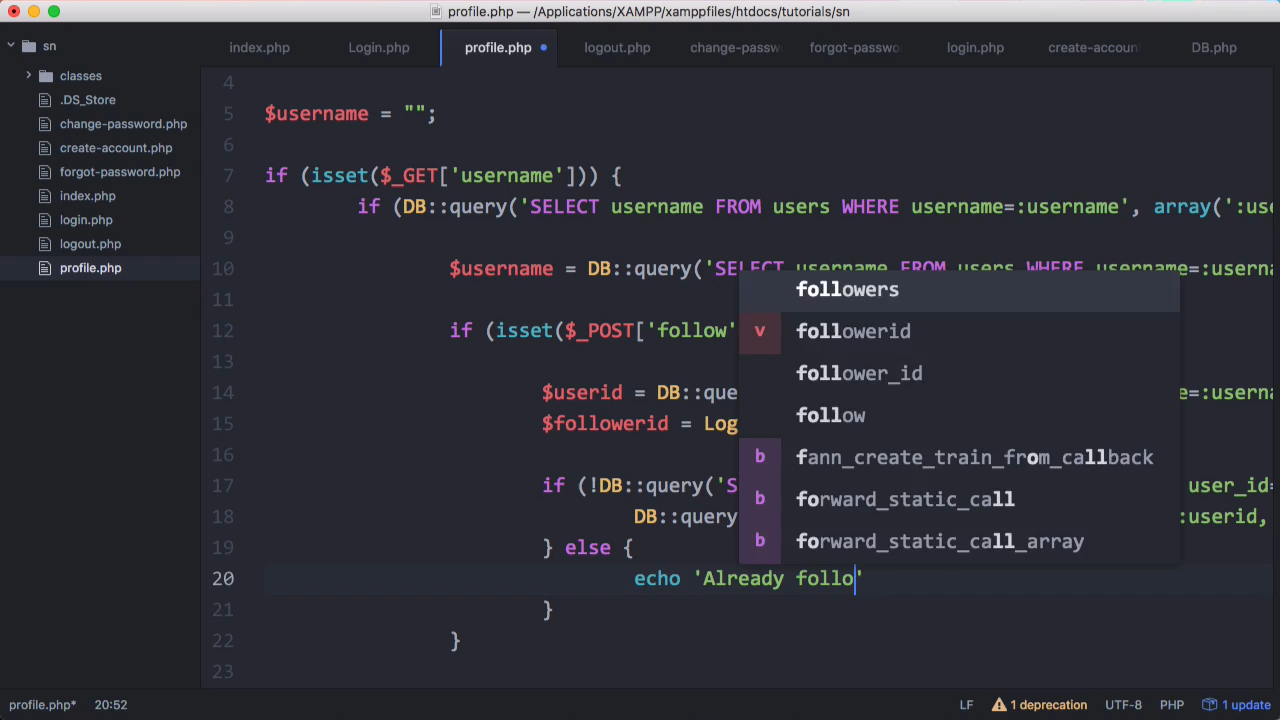 profile.php — /Applications/XAMPP/xamppfiles/htdocs/tutorials/sn
sn
classes
.DS_Store
change-password.php
create-account.php
forgot-password.php
index.php
login.php
logout.php
profile.php
index.php Login.php profile.php logout.php change-passw forgot-passwo login.php create-account DB.php
4
5 $username = "";
6
7 if (isset($_GET['username'])) {
8 if (DB::query('SELECT username FROM users WHERE username=:username', array(':use
9
10 $username = DB::query('SELECT username FROM users WHERE username=:userna
11
12 if (isset($_POST['follow'
13
14 $userid = DB::que e=:usern
15 $followerid = Log
16
17 if (!DB::query('S user_id=
18 DB::query :userid,
19 } else {
20 echo 'Already follo'
21 }
22 }
23
followers
v followerid
follower_id
follow
b fann_create_train_from_callback
b forward_static_call
b forward_static_call_array
profile.php* 20:52 LF 1 deprecation UTF-8 PHP 1 update